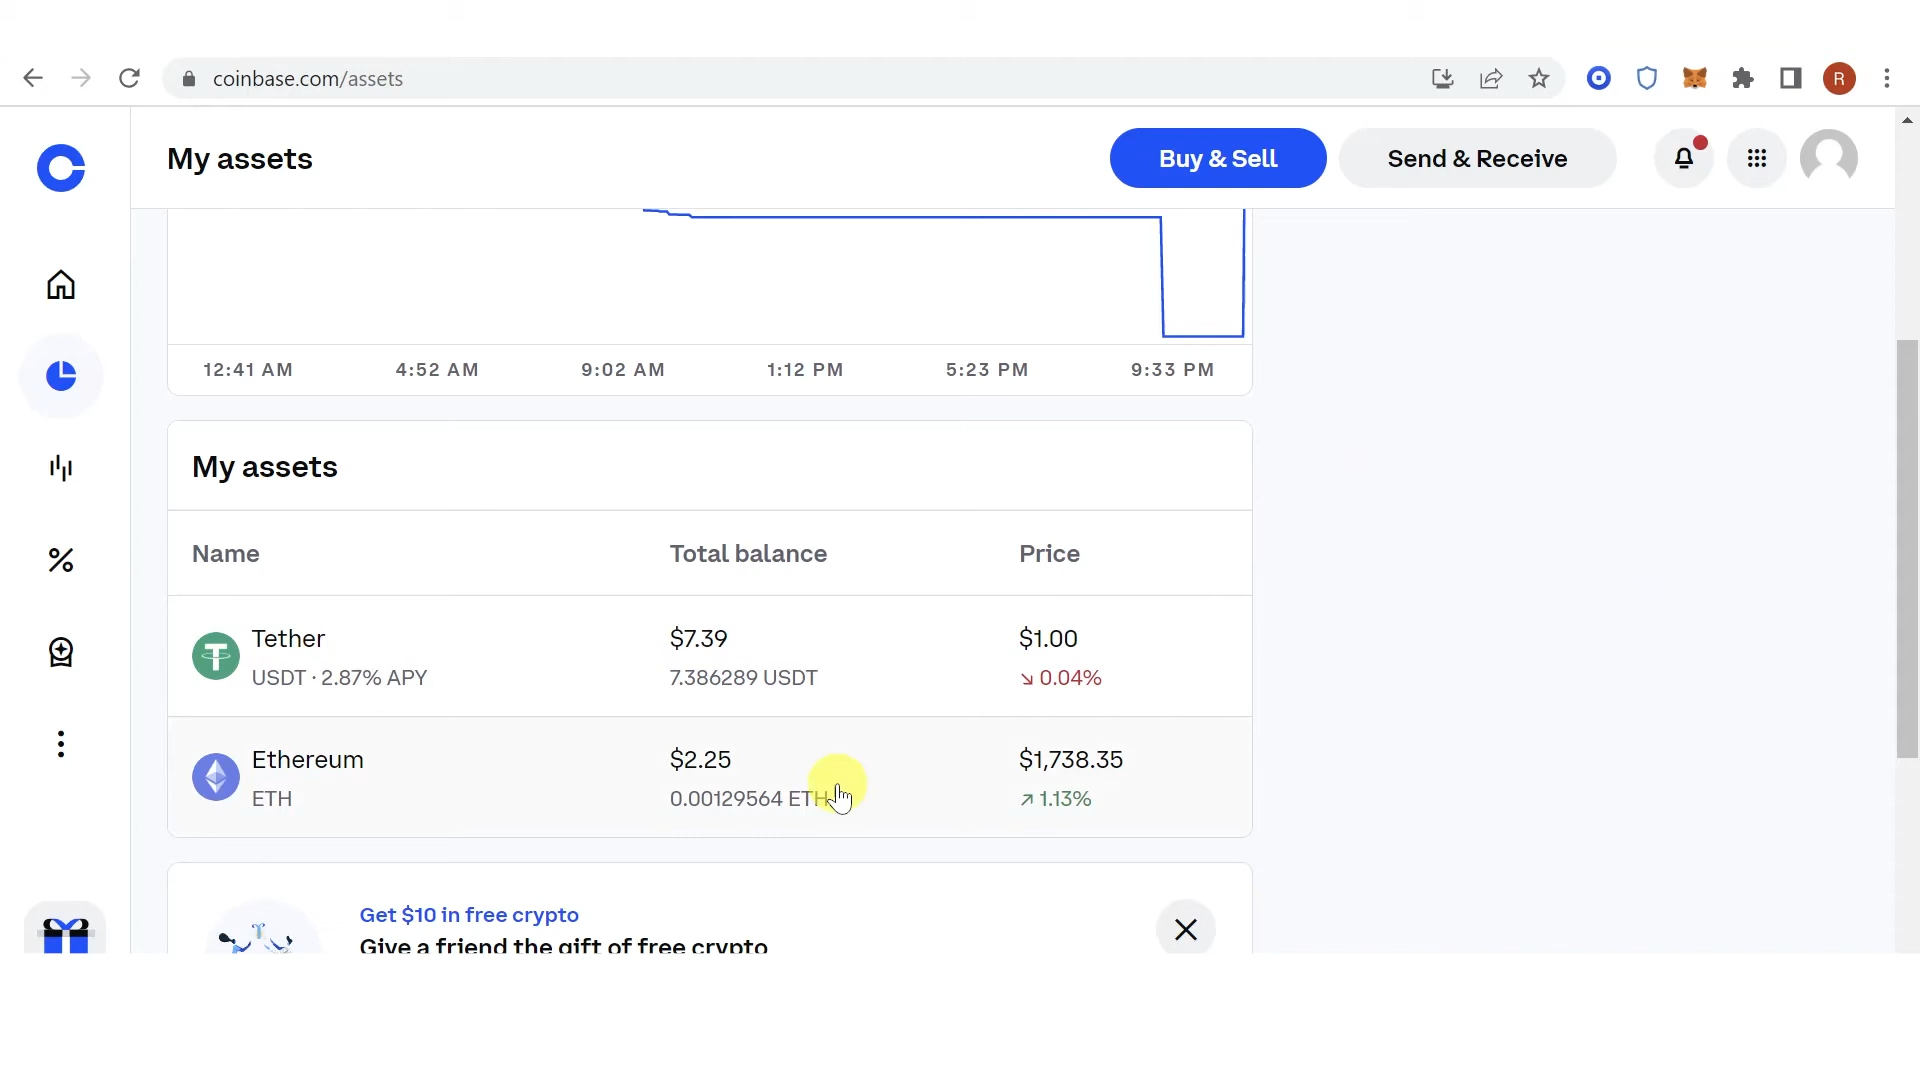 coinbase.com/assets
R
My assets
Buy & Sell
Send & Receive
12:41 AM 4:52 AM 9:02 AM 1:12 PM 5:23 PM 9:33 PM
My assets
Name Total balance Price
Tether $7.39 $1.00
USDT · 2.87% APY 7.386289 USDT ↘ 0.04%
Ethereum $2.25 $1,738.35
ETH 0.00129564 ETH ↗ 1.13%
Get $10 in free crypto
Give a friend the gift of free crypto